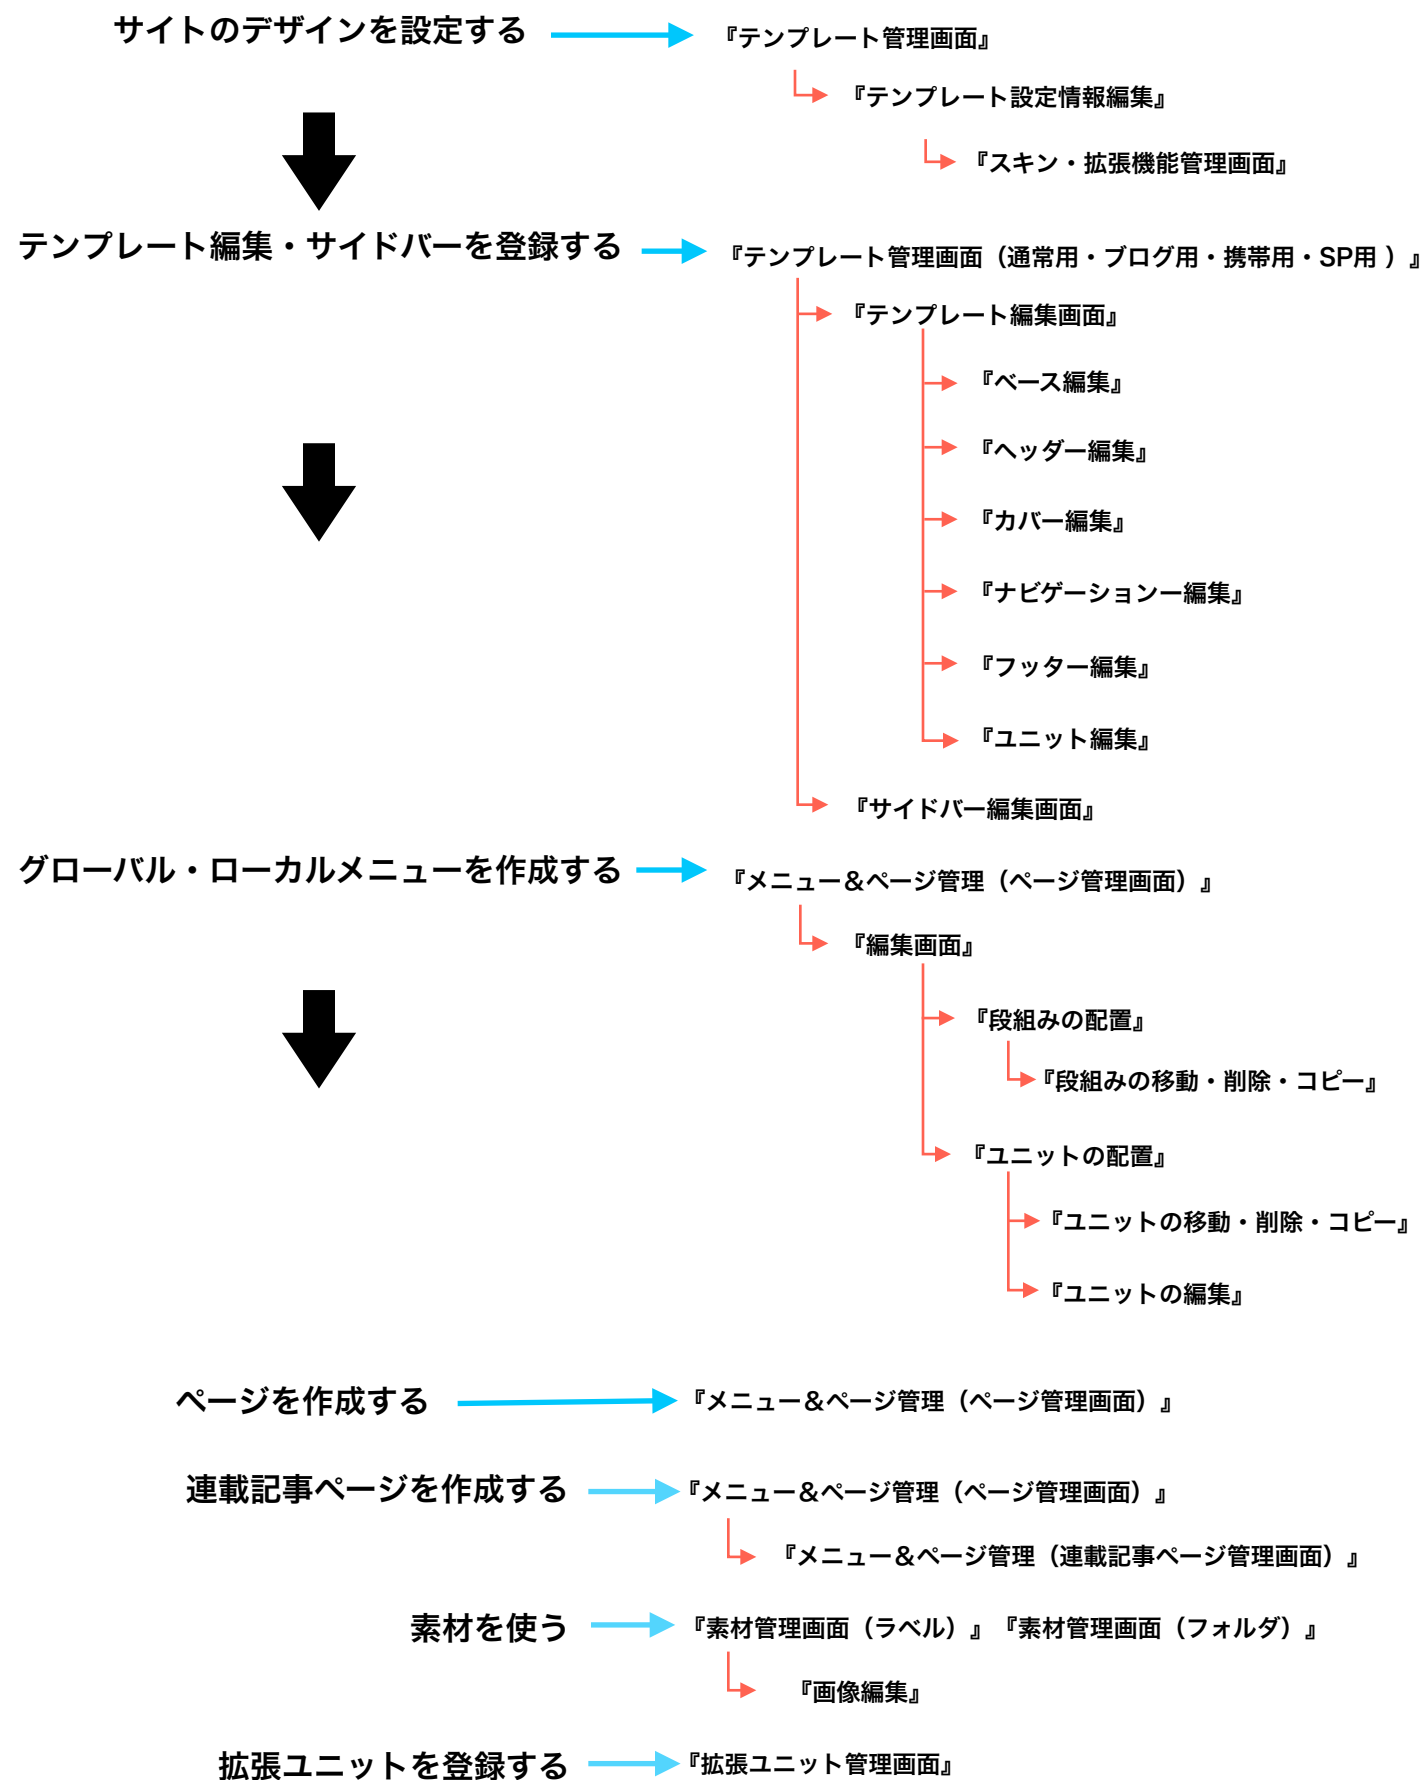 サイトのデザインを設定する
『テンプレート管理画面』
『テンプレート設定情報編集』
『スキン・拡張機能管理画面』
テンプレート編集・サイドバーを登録する
『テンプレート管理画面（通常用・ブログ用・携帯用・SP用 ）』
『テンプレート編集画面』
『ベース編集』
『ヘッダー編集』
『カバー編集』
『ナビゲーションー編集』
『フッター編集』
『ユニット編集』
『サイドバー編集画面』
グローバル・ローカルメニューを作成する
『メニュー＆ページ管理（ページ管理画面）』
『編集画面』
『段組みの配置』
『段組みの移動・削除・コピー』
『ユニットの配置』
『ユニットの移動・削除・コピー』
『ユニットの編集』
ページを作成する
『メニュー＆ページ管理（ページ管理画面）』
連載記事ページを作成する
『メニュー＆ページ管理（ページ管理画面）』
『メニュー＆ページ管理（連載記事ページ管理画面）』
素材を使う
『素材管理画面（ラベル）』『素材管理画面（フォルダ）』
『画像編集』
拡張ユニットを登録する
『拡張ユニット管理画面』